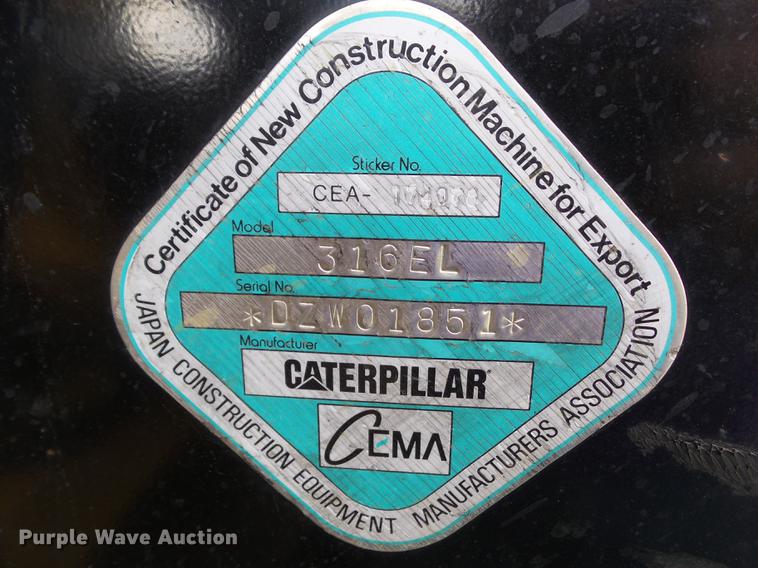 Certificate of New Construction Machine for Export
Sticker No.
CEA-
Model
316EL
Serial No.
*DZW01851*
Manufacturer
CATERPILLAR
CEMA
JAPAN CONSTRUCTION EQUIPMENT MANUFACTURERS ASSOCIATION
Purple Wave Auction